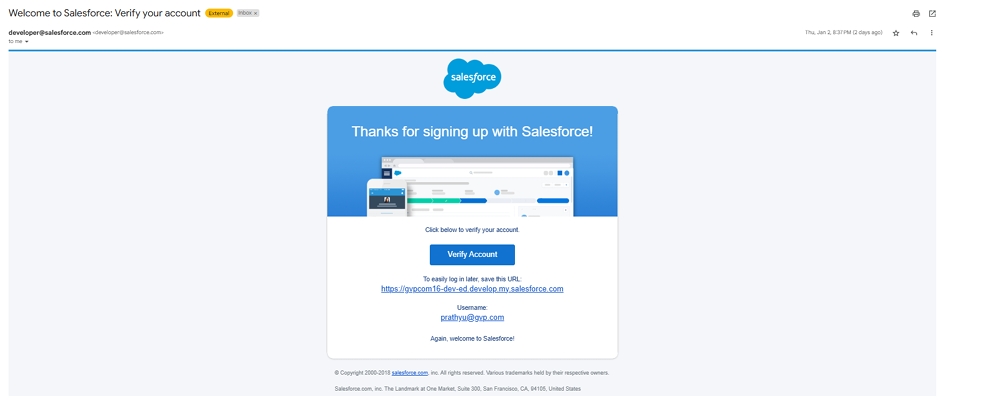 Welcome to Salesforce: Verify your account External Inbox ×
developer@salesforce.com <developer@salesforce.com> Thu, Jan 2, 8:37 PM (2 days ago)
to me
salesforce
Thanks for signing up with Salesforce!
Click below to verify your account.
Verify Account
To easily log in later, save this URL:
https://gvpcom16-dev-ed.develop.my.salesforce.com
Username:
prathyu@gvp.com
Again, welcome to Salesforce!
© Copyright 2000-2018 salesforce.com, inc. All rights reserved. Various trademarks held by their respective owners.
Salesforce.com, inc. The Landmark at One Market, Suite 300, San Francisco, CA, 94105, United States